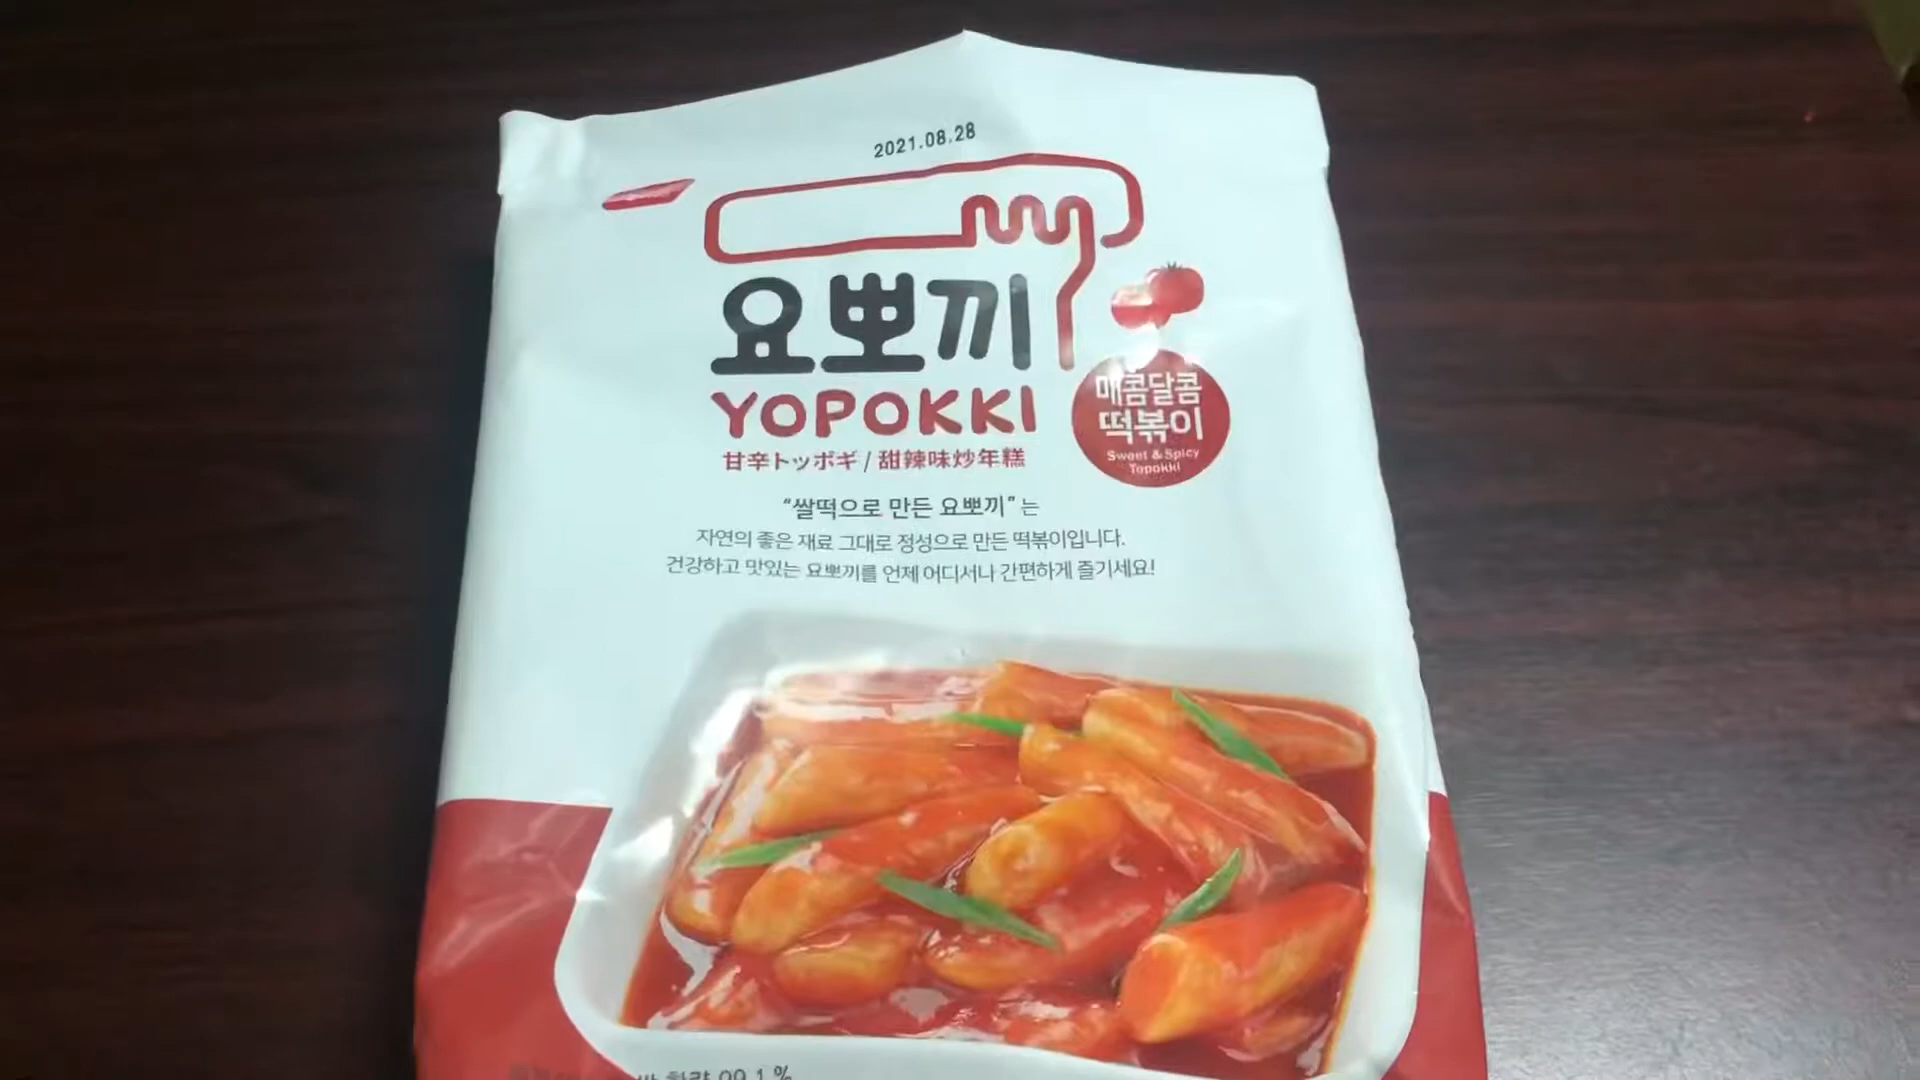 2021.08.28
요뽀끼
YOPOKKI
甘辛トッポギ / 甜辣味炒年糕
매콤달콤
떡볶이
Sweet & Spicy
Topokki
"쌀떡으로 만든 요뽀끼" 는
자연의 좋은 재료 그대로 정성으로 만든 떡볶이입니다.
건강하고 맛있는 요뽀끼를 언제 어디서나 간편하게 즐기세요!
함량 99.1 %